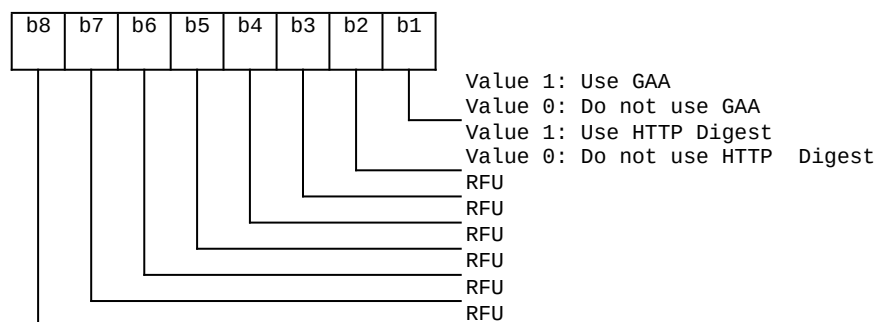 b8 b7 b6 b5 b4 b3 b2 b1
Value 1: Use GAA
Value 0: Do not use GAA
Value 1: Use HTTP Digest
Value 0: Do not use HTTP  Digest
RFU
RFU
RFU
RFU
RFU
RFU